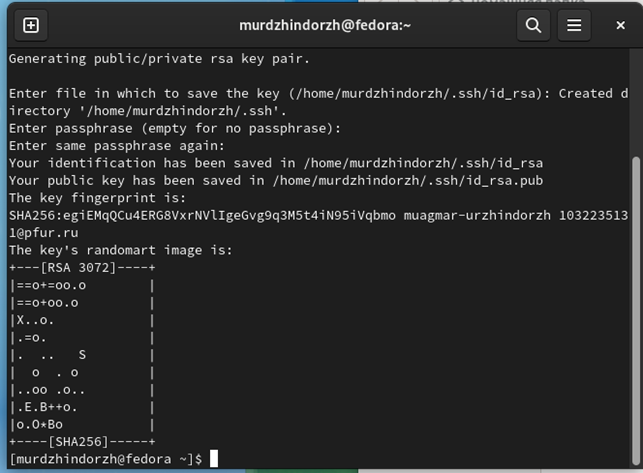 murdzhindorzh@fedora:~
Generating public/private rsa key pair.
Enter file in which to save the key (/home/murdzhindorzh/.ssh/id_rsa): Created d
irectory '/home/murdzhindorzh/.ssh'.
Enter passphrase (empty for no passphrase):
Enter same passphrase again:
Your identification has been saved in /home/murdzhindorzh/.ssh/id_rsa
Your public key has been saved in /home/murdzhindorzh/.ssh/id_rsa.pub
The key fingerprint is:
SHA256:egiEMqQCu4ERG8VxrNVlIgeGvg9q3M5t4iN95iVqbmo muagmar-urzhindorzh 103223513
1@pfur.ru
The key's randomart image is:
+---[RSA 3072]----+
|==o+=oo.o        |
|==o+oo.o         |
|X..o.            |
|.=o.             |
|.  ..   S        |
|  o  . o         |
|..oo .o..        |
|.E.B++o.         |
|o.O*Bo           |
+----[SHA256]-----+
[murdzhindorzh@fedora ~]$